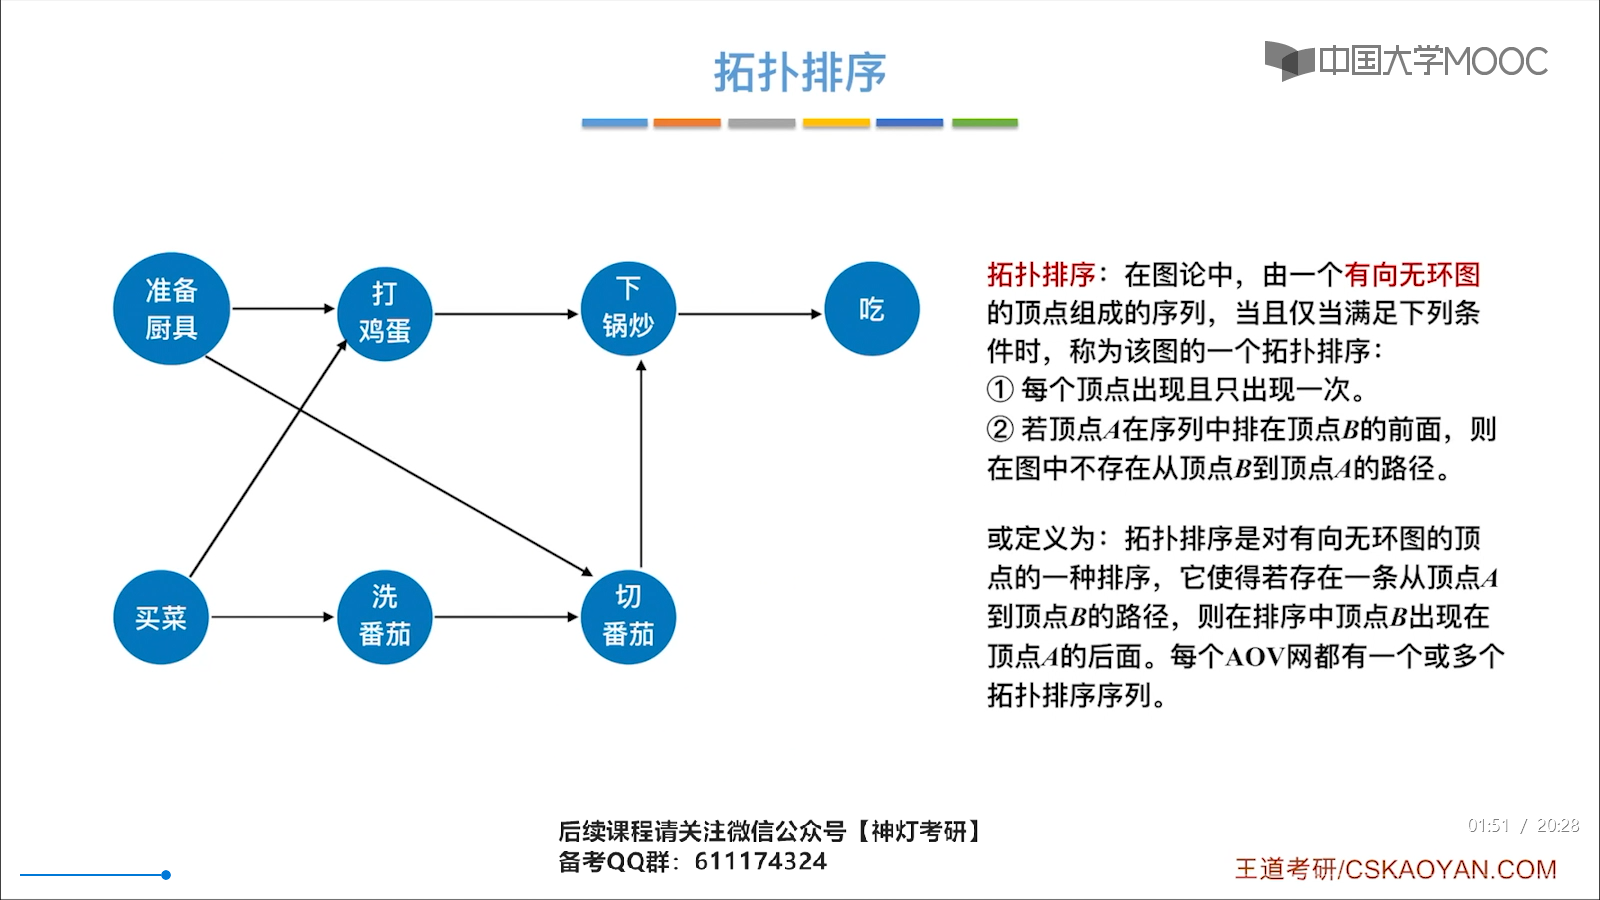 拓扑排序
中国大学MOOC
准备
厨具
打
鸡蛋
下
锅炒
吃
买菜
洗
番茄
切
番茄
拓扑排序：在图论中，由一个有向无环图
的顶点组成的序列，当且仅当满足下列条
件时，称为该图的一个拓扑排序：
① 每个顶点出现且只出现一次。
② 若顶点A在序列中排在顶点B的前面，则
在图中不存在从顶点B到顶点A的路径。
或定义为：拓扑排序是对有向无环图的顶
点的一种排序，它使得若存在一条从顶点A
到顶点B的路径，则在排序中顶点B出现在
顶点A的后面。每个AOV网都有一个或多个
拓扑排序序列。
后续课程请关注微信公众号【神灯考研】
备考QQ群：611174324
01:51 / 20:28
王道考研/CSKAOYAN.COM